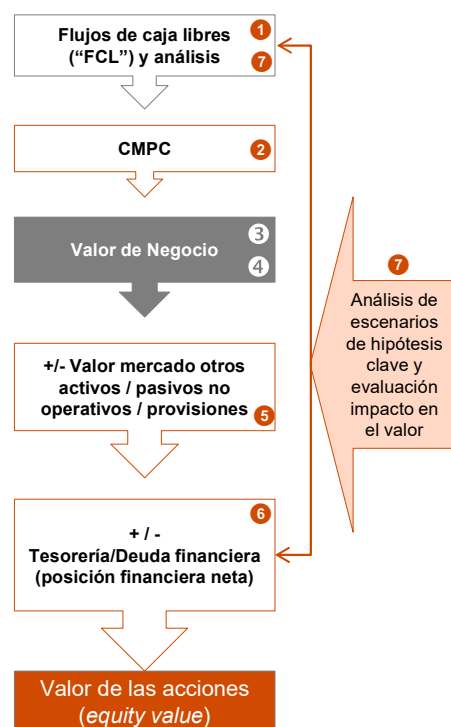 Flujos de caja libres 1
(“FCL”) y análisis 7
CMPC 2
Valor de Negocio 3
4
7
Análisis de
escenarios
de hipótesis
clave y
evaluación
impacto en
el valor
+/- Valor mercado otros
activos / pasivos no
operativos / provisiones 5
6
+ / -
Tesorería/Deuda financiera
(posición financiera neta)
Valor de las acciones
(equity value)